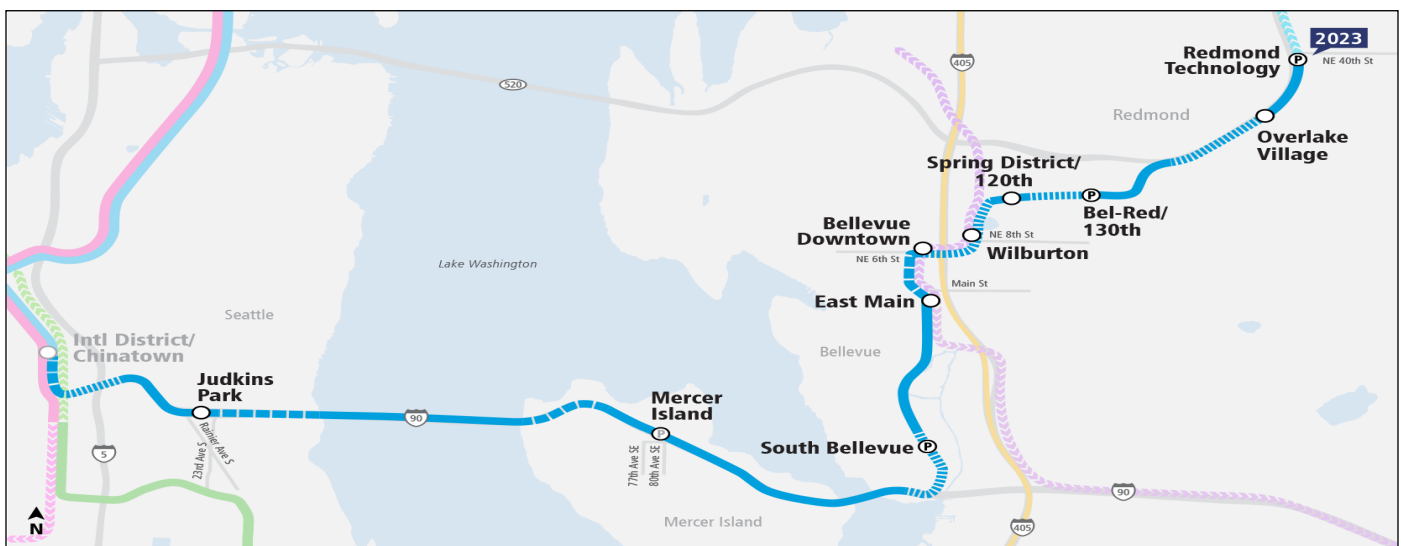 2023
Redmond
Technology
P
NE 40th St
405
520
Redmond
Overlake
Village
Spring District/
120th
P
Bel-Red/
130th
Bellevue
Downtown
NE 8th St
Wilburton
NE 6th St
Lake Washington
Main St
East Main
Seattle
Intl District/
Chinatown
Bellevue
Judkins
Park
Mercer
Island
90
P
Rainier Ave S
23rd Ave S
5
77th Ave SE
80th Ave SE
South Bellevue
P
90
Mercer Island
405
N